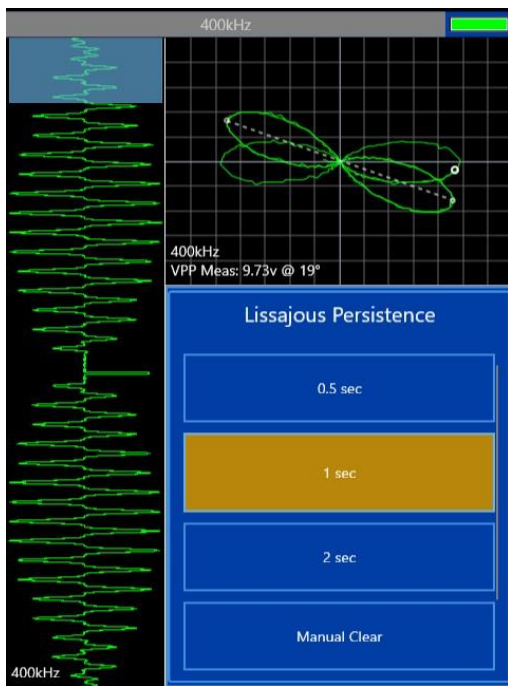 400kHz
400kHz
VPP Meas: 9.73v @ 19°
Lissajous Persistence
0.5 sec
1 sec
2 sec
Manual Clear
400kHz